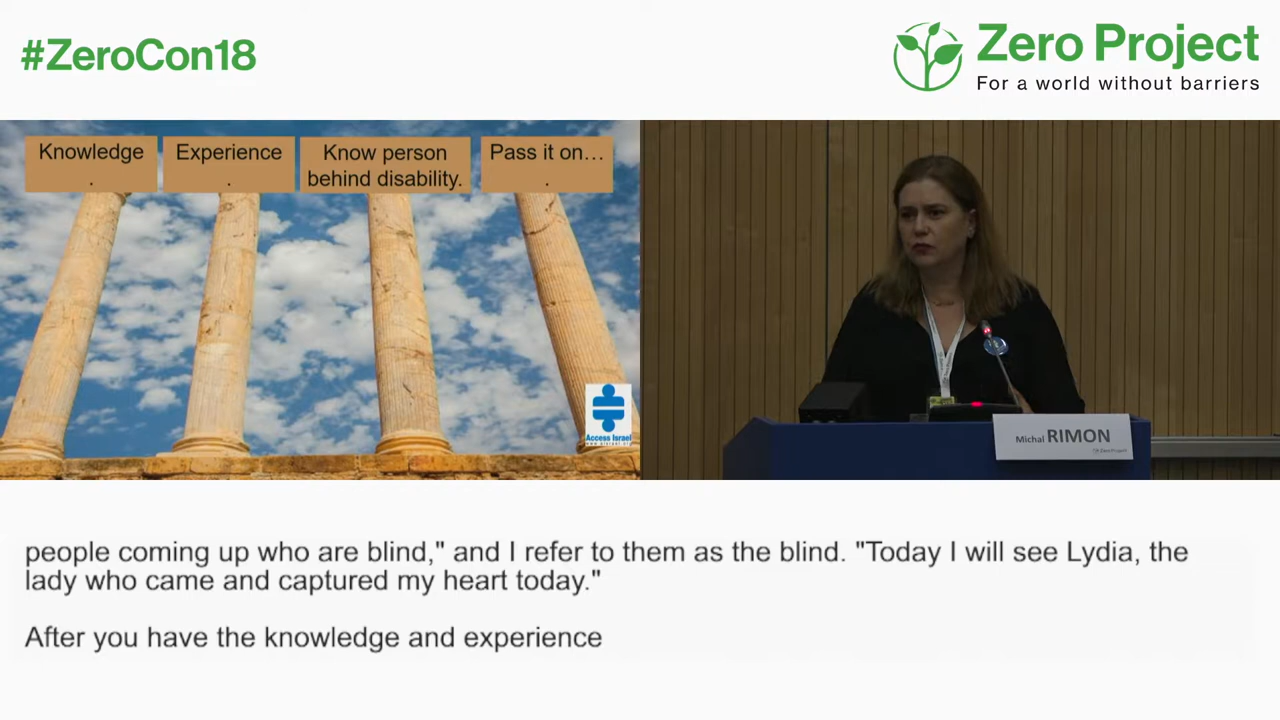 #ZeroCon18
Zero Project
For a world without barriers
Knowledge
.
Experience
.
Know person
behind disability.
Pass it on…
.
Access Israel
Michal RIMON
Zero Project
people coming up who are blind," and I refer to them as the blind. "Today I will see Lydia, the
lady who came and captured my heart today."
After you have the knowledge and experience